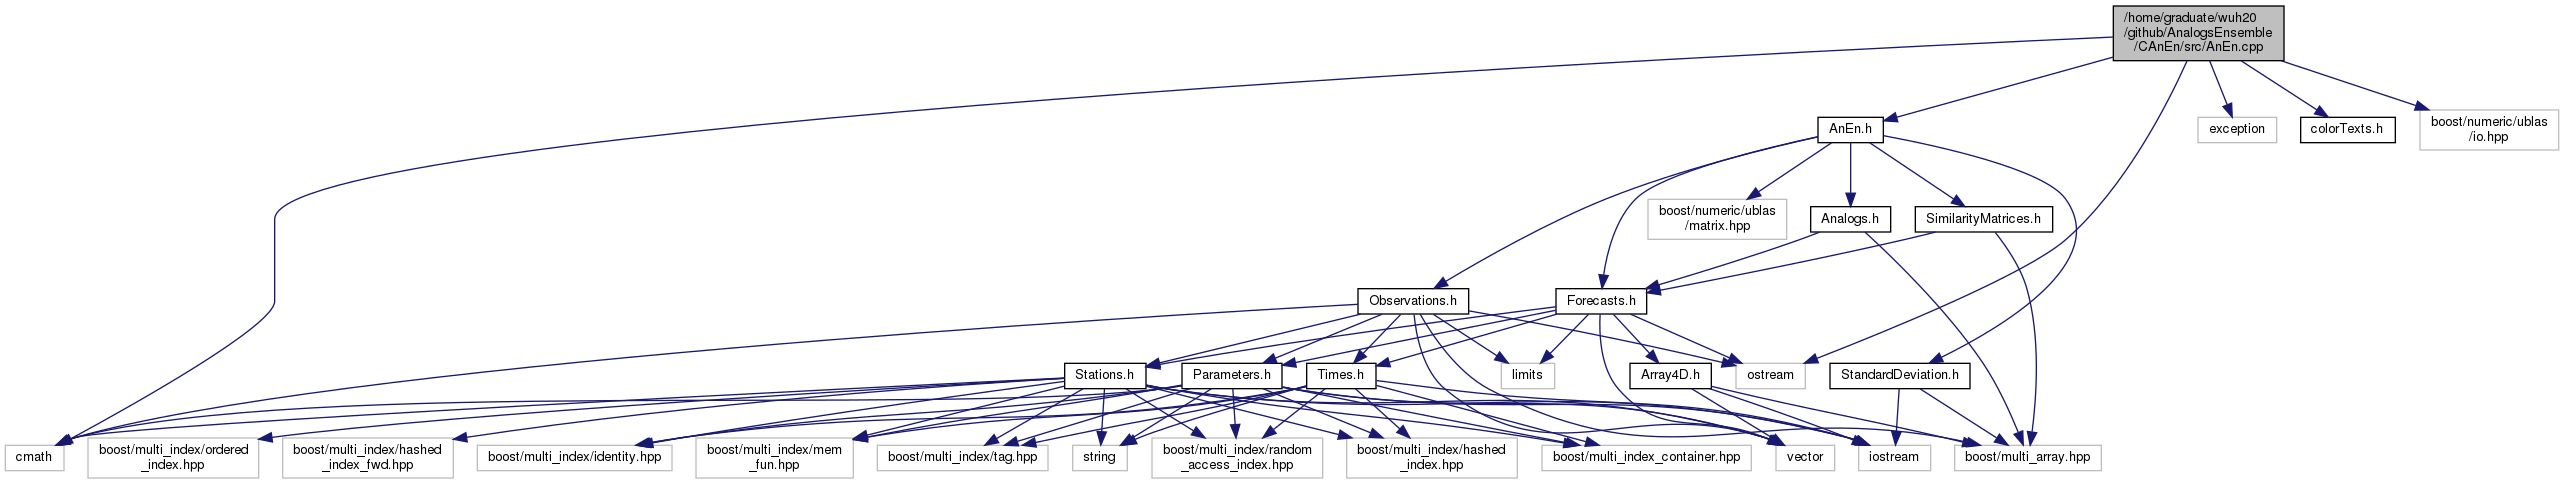 /home/graduate/wuh20
/github/AnalogsEnsemble
/CAnEn/src/AnEn.cpp
AnEn.h
exception
colorTexts.h
boost/numeric/ublas
/io.hpp
boost/numeric/ublas
/matrix.hpp
Analogs.h
SimilarityMatrices.h
Observations.h
Forecasts.h
Stations.h
Parameters.h
Times.h
limits
Array4D.h
ostream
StandardDeviation.h
cmath
boost/multi_index/ordered
_index.hpp
boost/multi_index/hashed
_index_fwd.hpp
boost/multi_index/identity.hpp
boost/multi_index/mem
_fun.hpp
boost/multi_index/tag.hpp
string
boost/multi_index/random
_access_index.hpp
boost/multi_index/hashed
_index.hpp
boost/multi_index_container.hpp
vector
iostream
boost/multi_array.hpp